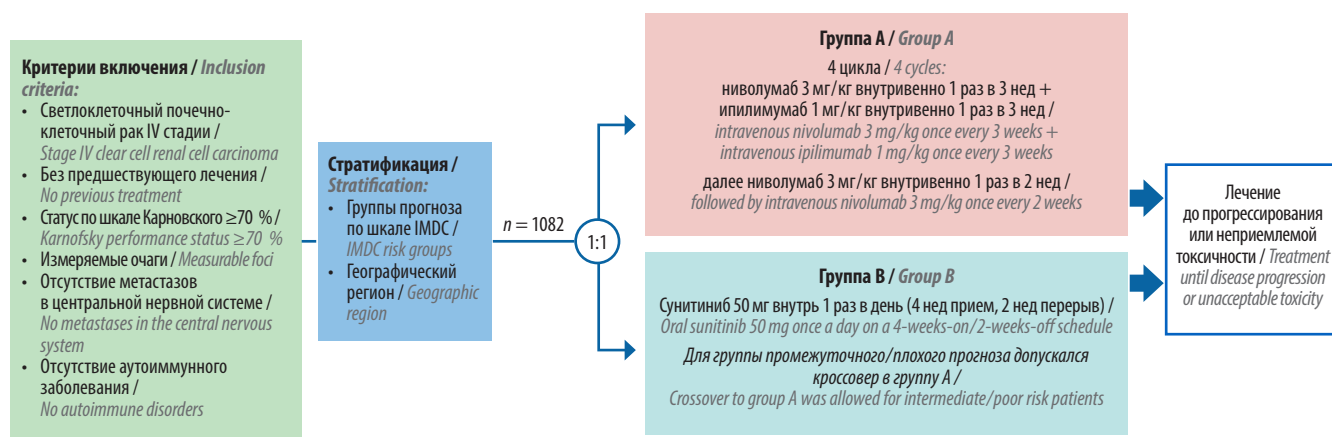 Критерии включения / Inclusion
criteria:
• Светлоклеточный почечно-
клеточный рак IV стадии /
Stage IV clear cell renal cell carcinoma
• Без предшествующего лечения /
No previous treatment
• Статус по шкале Карновского ≥70 % /
Karnofsky performance status ≥70 %
• Измеряемые очаги / Measurable foci
• Отсутствие метастазов
в центральной нервной системе /
No metastases in the central nervous
system
• Отсутствие аутоиммунного
заболевания /
No autoimmune disorders
Стратификация /
Stratification:
• Группы прогноза
по шкале IMDC /
IMDC risk groups
• Географический
регион / Geographic
region
n = 1082
1:1
Группа А / Group A
4 цикла / 4 cycles:
ниволумаб 3 мг/кг внутривенно 1 раз в 3 нед +
ипилимумаб 1 мг/кг внутривенно 1 раз в 3 нед /
intravenous nivolumab 3 mg/kg once every 3 weeks +
intravenous ipilimumab 1 mg/kg once every 3 weeks
далее ниволумаб 3 мг/кг внутривенно 1 раз в 2 нед /
followed by intravenous nivolumab 3 mg/kg once every 2 weeks
Группа В / Group B
Сунитиниб 50 мг внутрь 1 раз в день (4 нед прием, 2 нед перерыв) /
Oral sunitinib 50 mg once a day on a 4-weeks-on/2-weeks-off schedule
Для группы промежуточного/плохого прогноза допускался
кроссовер в группу А /
Crossover to group A was allowed for intermediate/poor risk patients
Лечение
до прогрессирования
или неприемлемой
токсичности / Treatment
until disease progression
or unacceptable toxicity